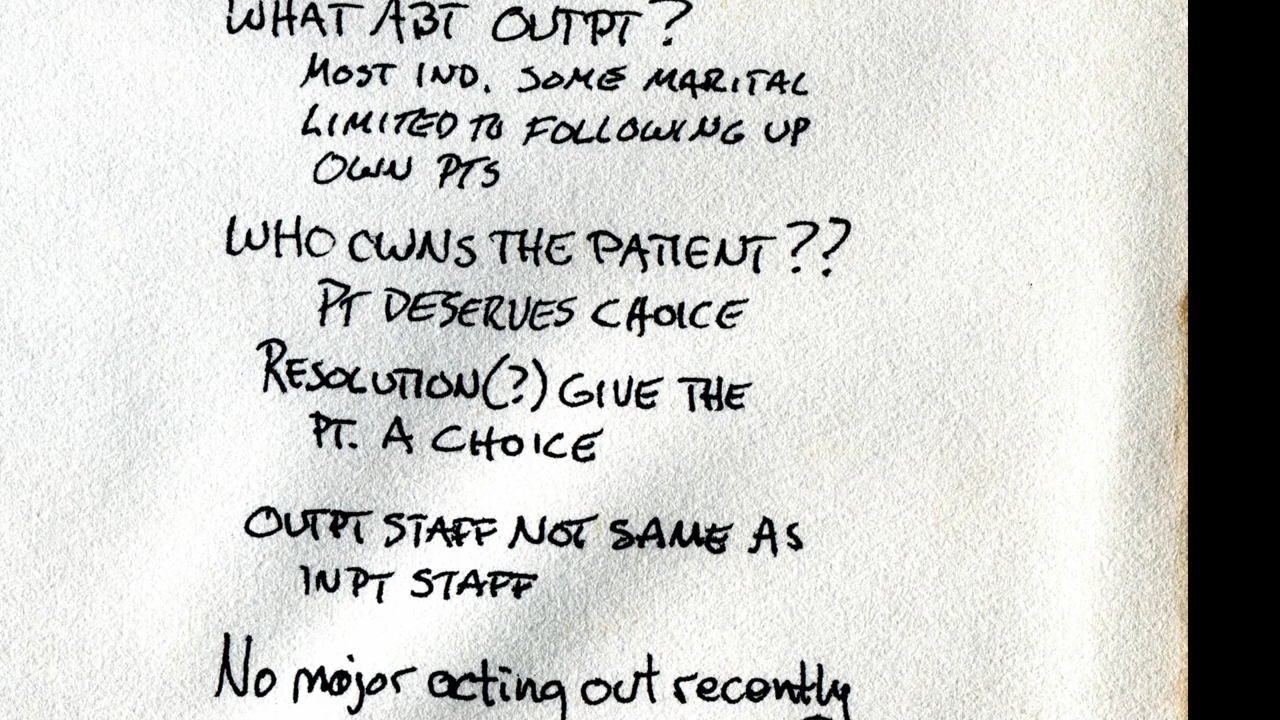 WHAT ABT OUTPT?
MOST IND. SOME MARITAL
LIMITED TO FOLLOWING UP
OWN PTS
WHO OWNS THE PATIENT??
PT DESERVES CHOICE
RESOLUTION(?) GIVE THE
PT. A CHOICE
OUTPT STAFF NOT SAME AS
INPT STAFF
No major acting out recently